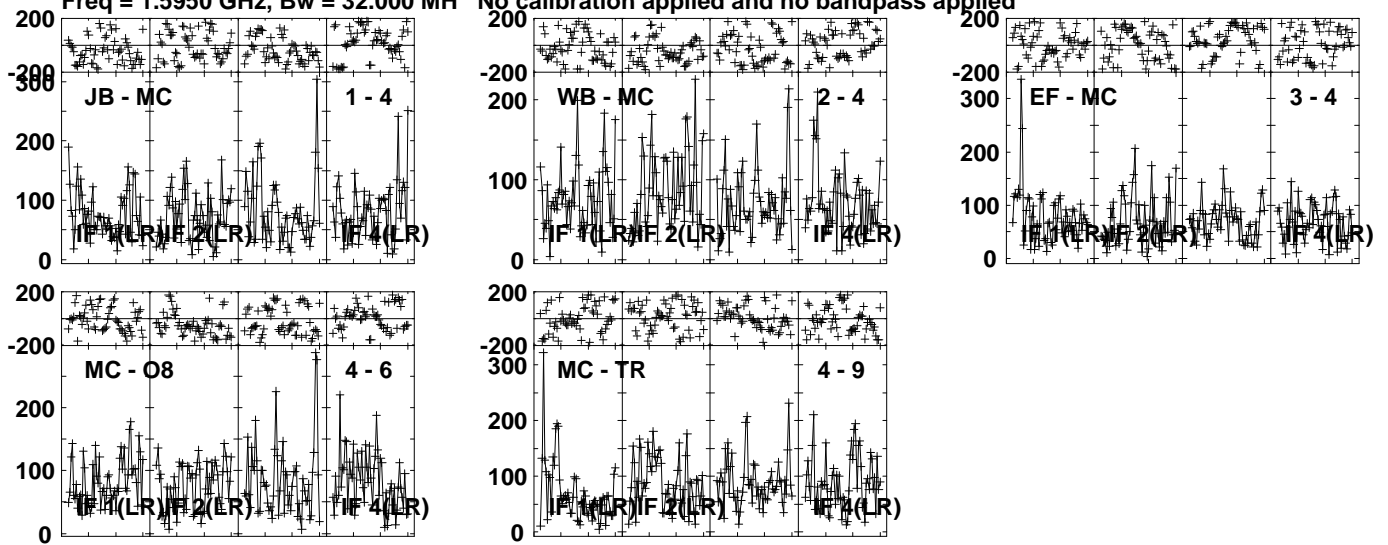 Freq = 1.5950 GHz, Bw = 32.000 MH No calibration applied and no bandpass applied
200
-200
300
200
100
0
JB - MC 1 - 4
IF 1(LR) IF 2(LR) IF 4(LR)
200
-200
200
100
0
WB - MC 2 - 4
IF 1(LR) IF 2(LR) IF 4(LR)
200
-200
300
200
100
0
EF - MC 3 - 4
IF 1(LR) IF 2(LR) IF 4(LR)
200
-200
200
100
0
MC - O8 4 - 6
IF 1(LR) IF 2(LR) IF 4(LR)
200
-200
300
200
100
0
MC - TR 4 - 9
IF 1(LR) IF 2(LR) IF 4(LR)